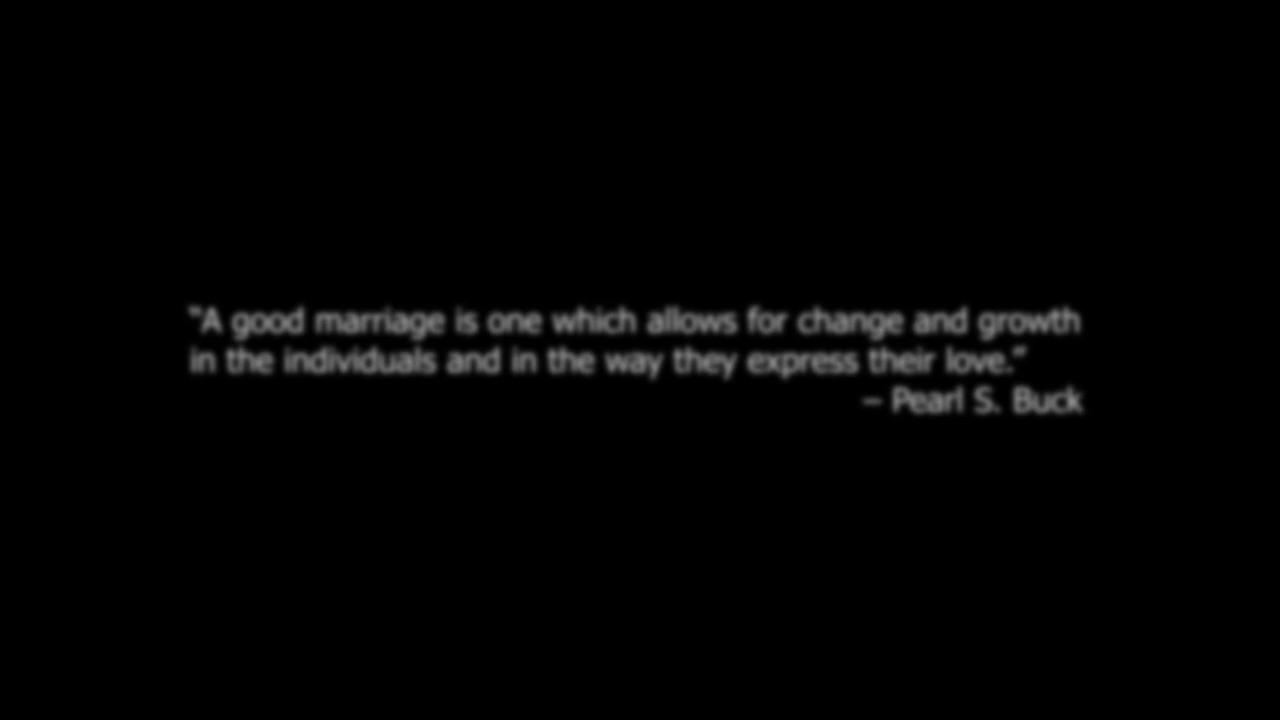 "A good marriage is one which allows for change and growth
in the individuals and in the way they express their love."
– Pearl S. Buck